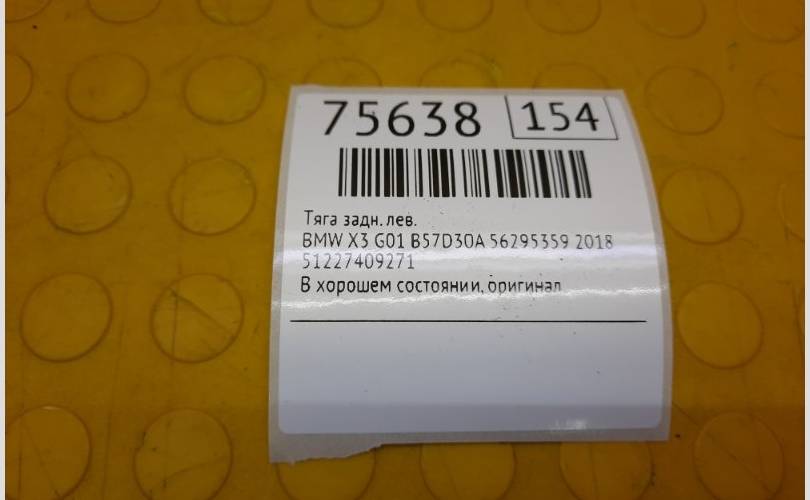 75638 154
Тяга задн.лев.
BMW X3 G01 B57D30A 56295359 2018
51227409271
В хорошем состоянии, оригинал